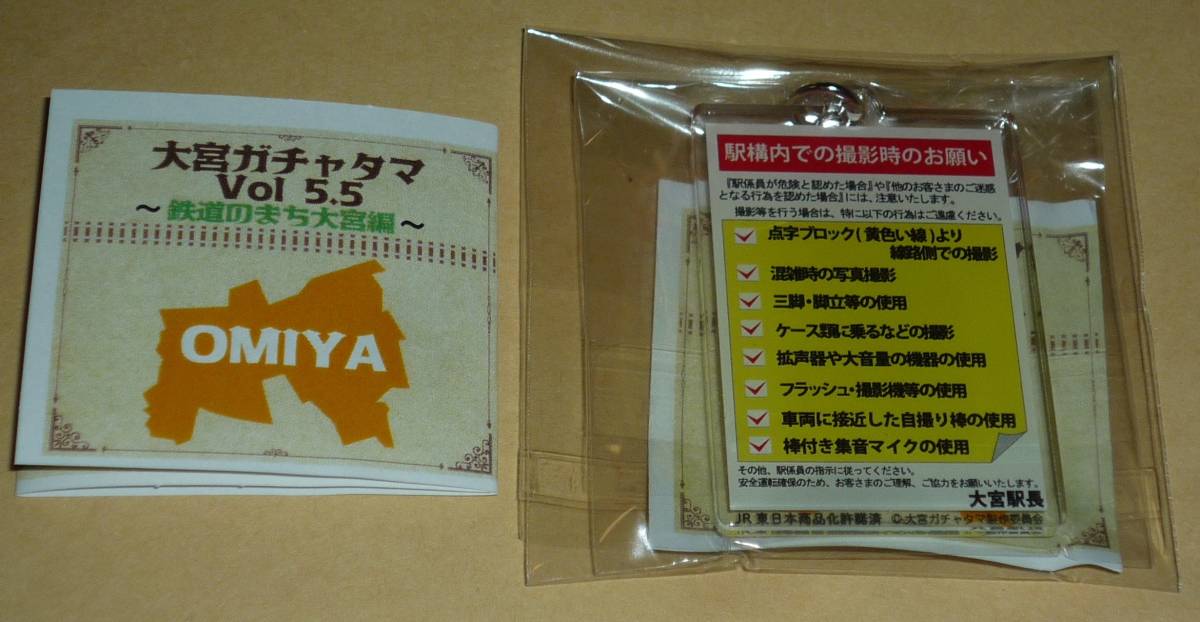 大宮ガチャタマ
Vol 5.5
~鉄道のまち大宮編~
OMIYA
駅構内での撮影時のお願い
『駅係員が危険と認めた場合』や『他のお客さまのご迷惑
となる行為を認めた場合』には、注意いたします。
撮影等を行う場合は、特に以下の行為はご遠慮ください。
点字ブロック(黄色い線)より
線路側での撮影
混雑時の写真撮影
三脚・脚立等の使用
ケース類に乗るなどの撮影
拡声器や大音量の機器の使用
フラッシュ・撮影機等の使用
車両に接近した自撮り棒の使用
棒付き集音マイクの使用
その他、駅係員の指示に従ってください。
安全運転確保のため、お客さまのご理解、ご協力をお願いいたします。
大宮駅長
JR東日本商品化許諾済 ©大宮ガチャタマ製作委員会